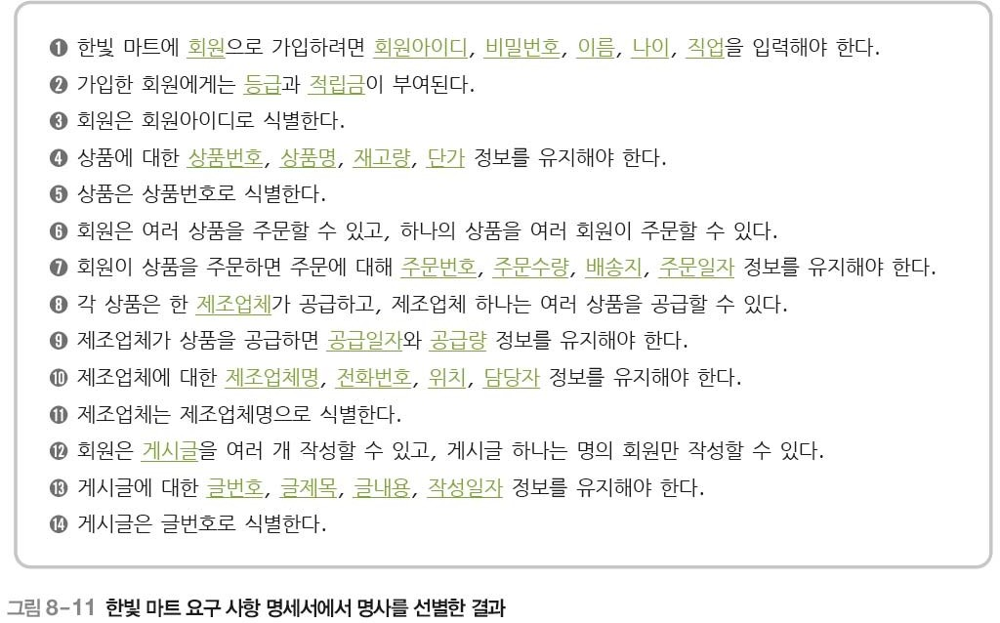 ❶ 한빛 마트에 회원으로 가입하려면 회원아이디, 비밀번호, 이름, 나이, 직업을 입력해야 한다.
❷ 가입한 회원에게는 등급과 적립금이 부여된다.
❸ 회원은 회원아이디로 식별한다.
❹ 상품에 대한 상품번호, 상품명, 재고량, 단가 정보를 유지해야 한다.
❺ 상품은 상품번호로 식별한다.
❻ 회원은 여러 상품을 주문할 수 있고, 하나의 상품을 여러 회원이 주문할 수 있다.
❼ 회원이 상품을 주문하면 주문에 대해 주문번호, 주문수량, 배송지, 주문일자 정보를 유지해야 한다.
❽ 각 상품은 한 제조업체가 공급하고, 제조업체 하나는 여러 상품을 공급할 수 있다.
❾ 제조업체가 상품을 공급하면 공급일자와 공급량 정보를 유지해야 한다.
❿ 제조업체에 대한 제조업체명, 전화번호, 위치, 담당자 정보를 유지해야 한다.
⓫ 제조업체는 제조업체명으로 식별한다.
⓬ 회원은 게시글을 여러 개 작성할 수 있고, 게시글 하나는 명의 회원만 작성할 수 있다.
⓭ 게시글에 대한 글번호, 글제목, 글내용, 작성일자 정보를 유지해야 한다.
⓮ 게시글은 글번호로 식별한다.
그림 8-11 한빛 마트 요구 사항 명세서에서 명사를 선별한 결과